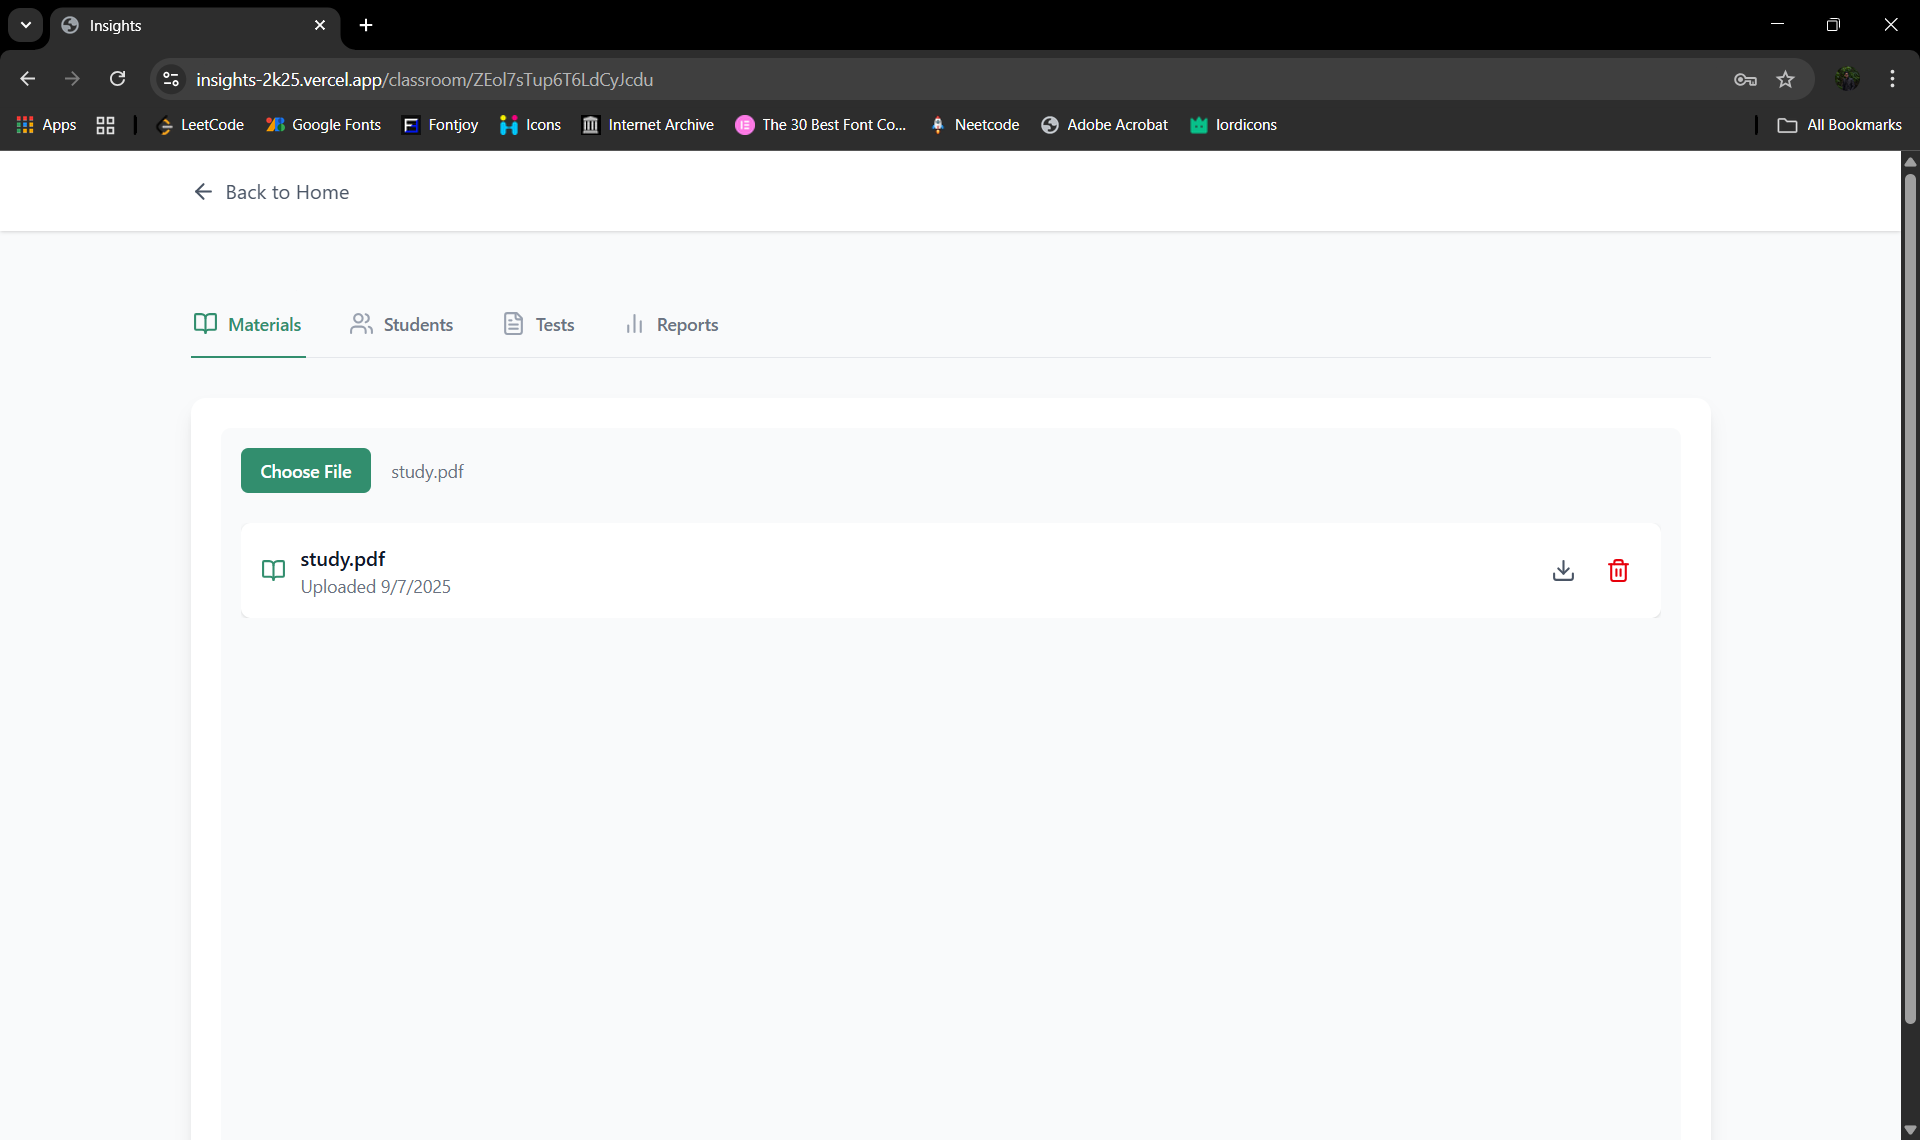 Insights
insights-2k25.vercel.app/classroom/ZEol7sTup6T6LdCyJcdu
Apps LeetCode Google Fonts Fontjoy Icons Internet Archive The 30 Best Font Co... Neetcode Adobe Acrobat lordicons All Bookmarks
Back to Home
Materials Students Tests Reports
Choose File study.pdf
study.pdf
Uploaded 9/7/2025